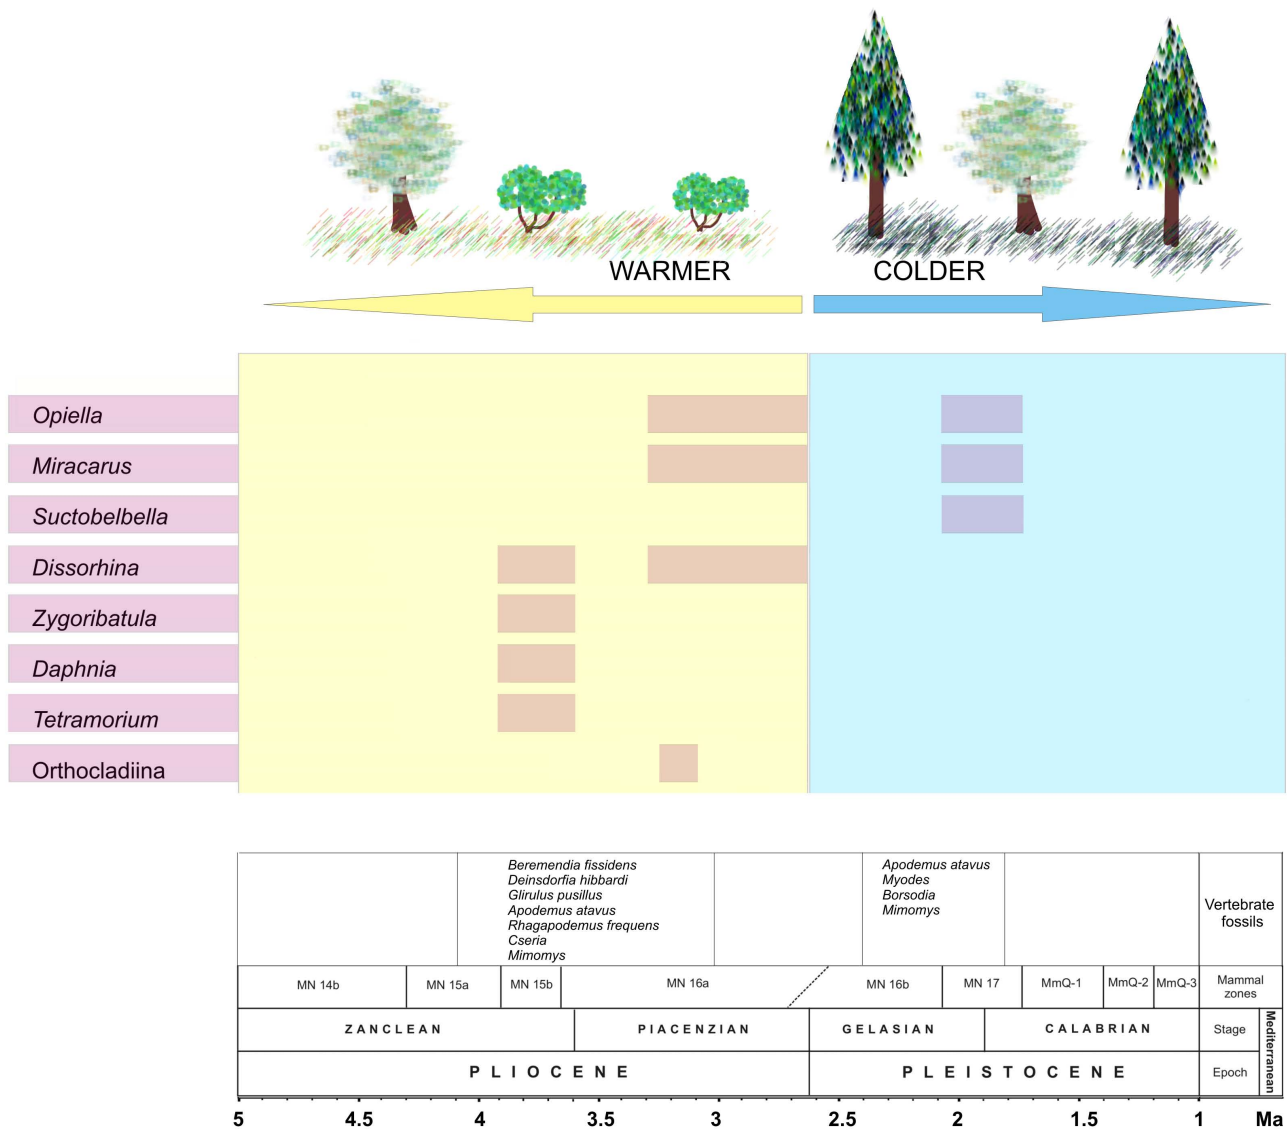 WARMER
COLDER
Opiella
Miracarus
Suctobelbella
Dissorhina
Zygoribatula
Daphnia
Tetramorium
Orthocladiina
Beremendia fissidens
Deinsdorfia hibbardi
Glirulus pusillus
Apodemus atavus
Rhagapodemus frequens
Cseria
Mimomys
Apodemus atavus
Myodes
Borsodia
Mimomys
Vertebrate
fossils
MN 14b
MN 15a
MN 15b
MN 16a
MN 16b
MN 17
MmQ-1
MmQ-2
MmQ-3
Mammal
zones
ZANCLEAN
PIACENZIAN
GELASIAN
CALABRIAN
Stage
Mediterranean
PLIOCENE
PLEISTOCENE
Epoch
5
4.5
4
3.5
3
2.5
2
1.5
1
Ma